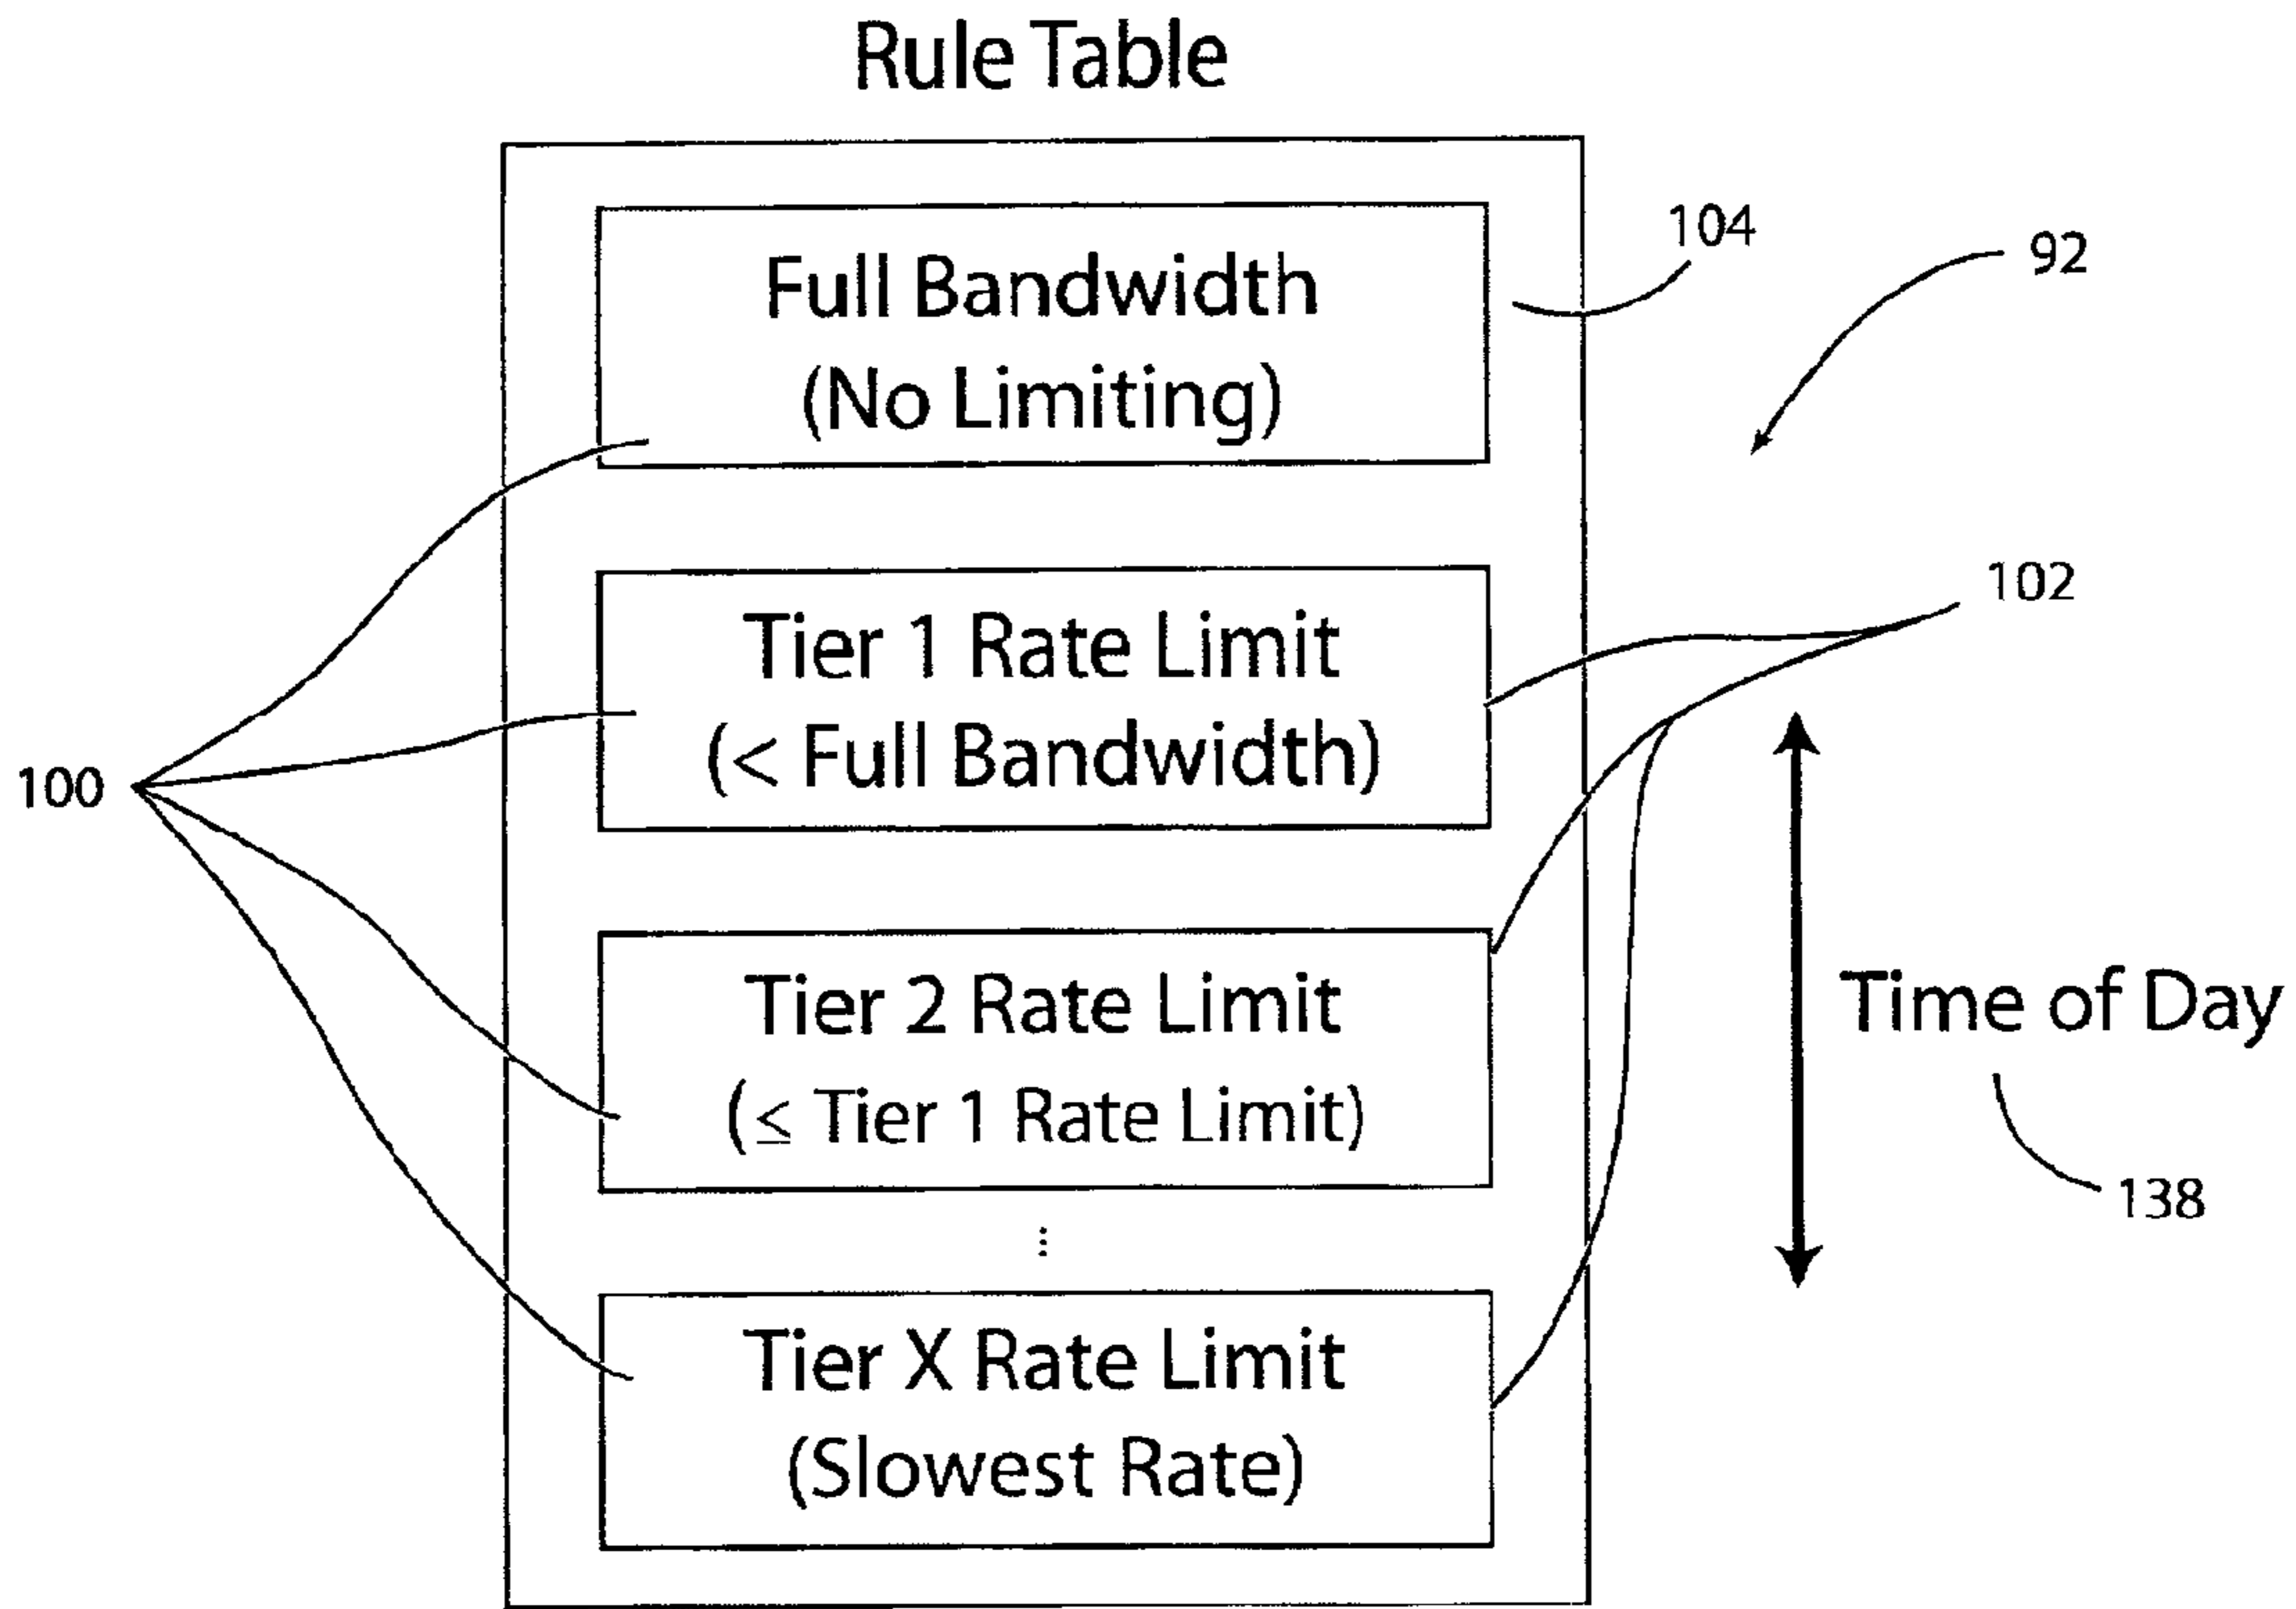 Rule Table
Full Bandwidth
(No Limiting)
104
92
Tier 1 Rate Limit
(< Full Bandwidth)
102
100
Tier 2 Rate Limit
(≤ Tier 1 Rate Limit)
Time of Day
138
...
Tier X Rate Limit
(Slowest Rate)